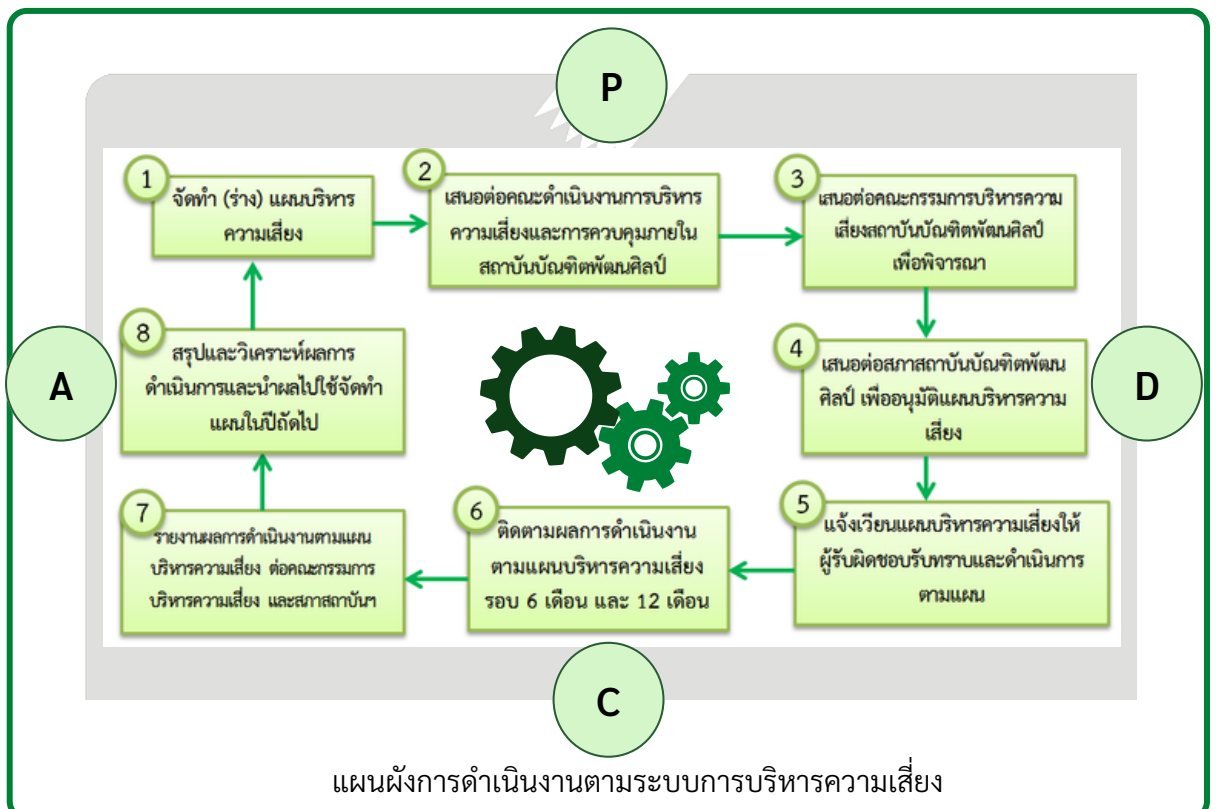 P
1
จัดทำ (ร่าง) แผนบริหาร
ความเสี่ยง
2
เสนอต่อคณะดำเนินงานการบริหาร
ความเสี่ยงและการควบคุมภายใน
สถาบันบัณฑิตพัฒนศิลป์
3
เสนอต่อคณะกรรมการบริหารความ
เสี่ยงสถาบันบัณฑิตพัฒนศิลป์
เพื่อพิจารณา
4
เสนอต่อสภาสถาบันบัณฑิตพัฒน
ศิลป์ เพื่ออนุมัติแผนบริหารความ
เสี่ยง
D
5
แจ้งเวียนแผนบริหารความเสี่ยงให้
ผู้รับผิดชอบรับทราบและดำเนินการ
ตามแผน
6
ติดตามผลการดำเนินงาน
ตามแผนบริหารความเสี่ยง
รอบ 6 เดือน และ 12 เดือน
C
7
รายงานผลการดำเนินงานตามแผน
บริหารความเสี่ยง ต่อคณะกรรมการ
บริหารความเสี่ยง และสภาสถาบันฯ
8
สรุปและวิเคราะห์ผลการ
ดำเนินการและนำผลไปใช้จัดทำ
แผนในปีถัดไป
A
แผนผังการดำเนินงานตามระบบการบริหารความเสี่ยง